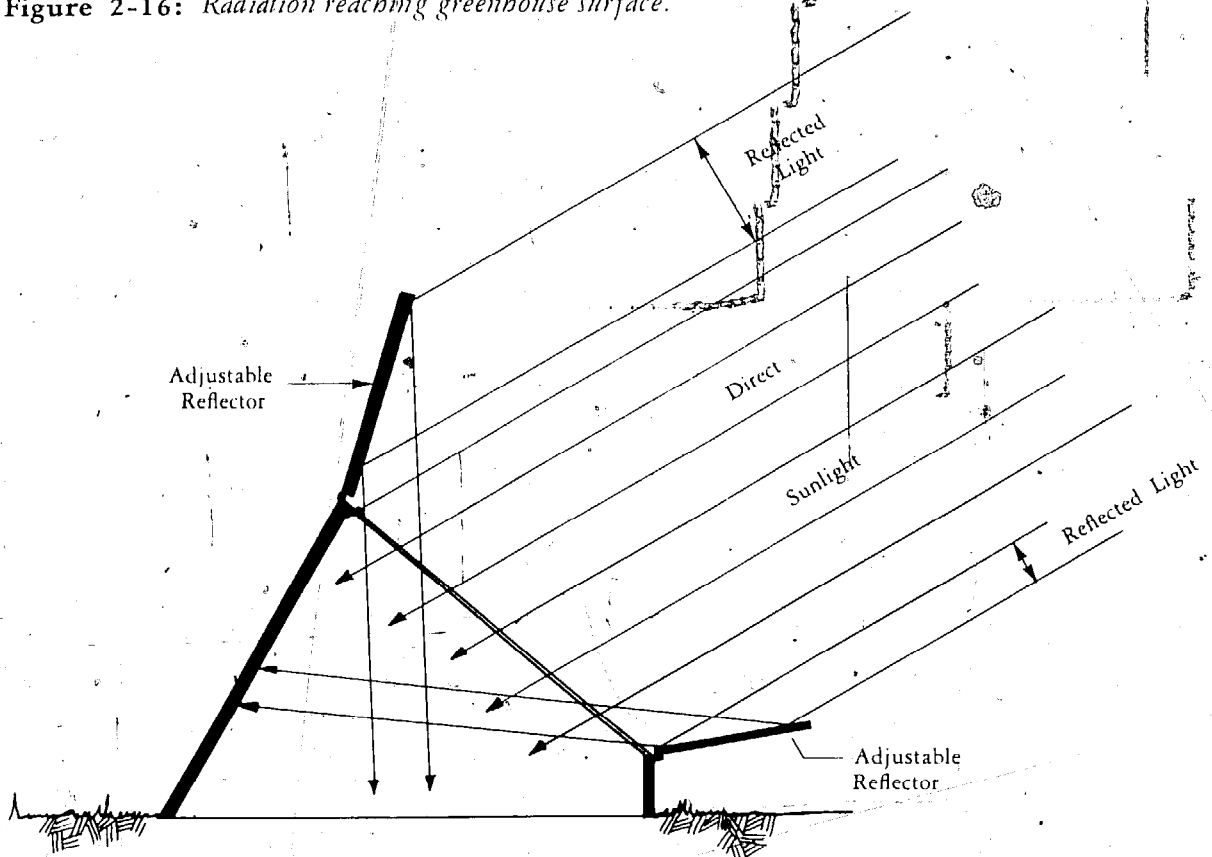 Figure 2-16: Radiation reaching greenhouse surface.
Reflected
Light
Adjustable
Reflector
Direct
Sunlight
Reflected Light
Adjustable
Reflector